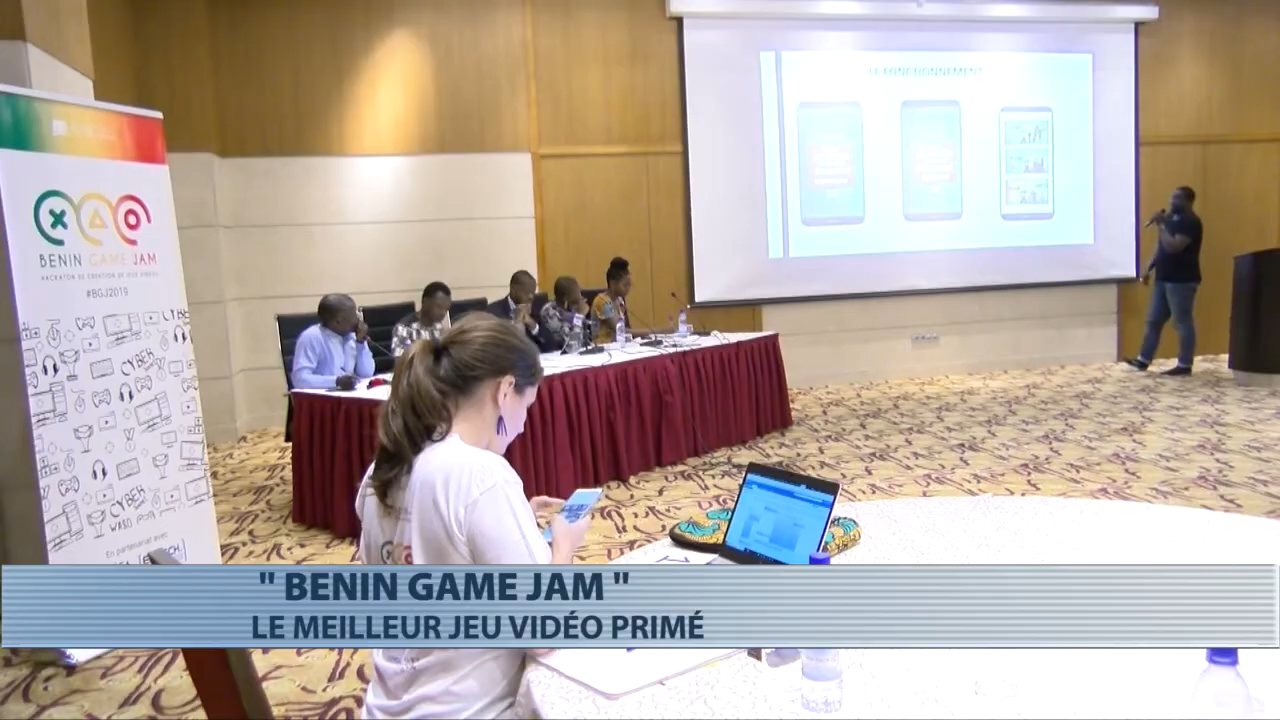 LE FONCTIONNEMENT
BENIN GAME JAM
HACKATON DE CRÉATION DE JEUX VIDÉOS
#BGJ2019
CYBER
CYBER
CYBER
En partenariat avec
" BENIN GAME JAM "
LE MEILLEUR JEU VIDÉO PRIMÉ